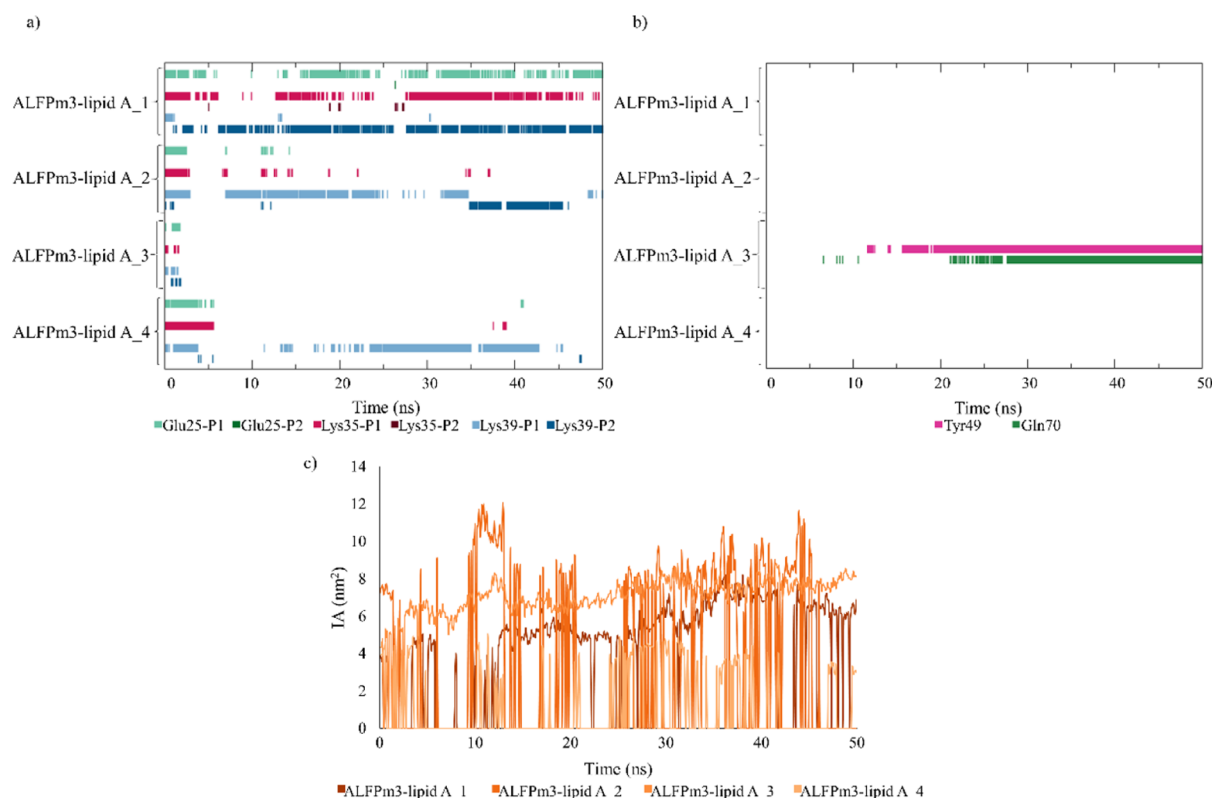 a)
ALFPm3-lipid A_1
ALFPm3-lipid A_2
ALFPm3-lipid A_3
ALFPm3-lipid A_4
0 10 20 30 40 50
Time (ns)
Glu25-P1 Glu25-P2 Lys35-P1 Lys35-P2 Lys39-P1 Lys39-P2
b)
ALFPm3-lipid A_1
ALFPm3-lipid A_2
ALFPm3-lipid A_3
ALFPm3-lipid A_4
0 10 20 30 40 50
Time (ns)
Tyr49 Gln70
c)
14
12
10
8
6
4
2
0
IA (nm²)
0 10 20 30 40 50
Time (ns)
ALFPm3-lipid A_1 ALFPm3-lipid A_2 ALFPm3-lipid A_3 ALFPm3-lipid A_4